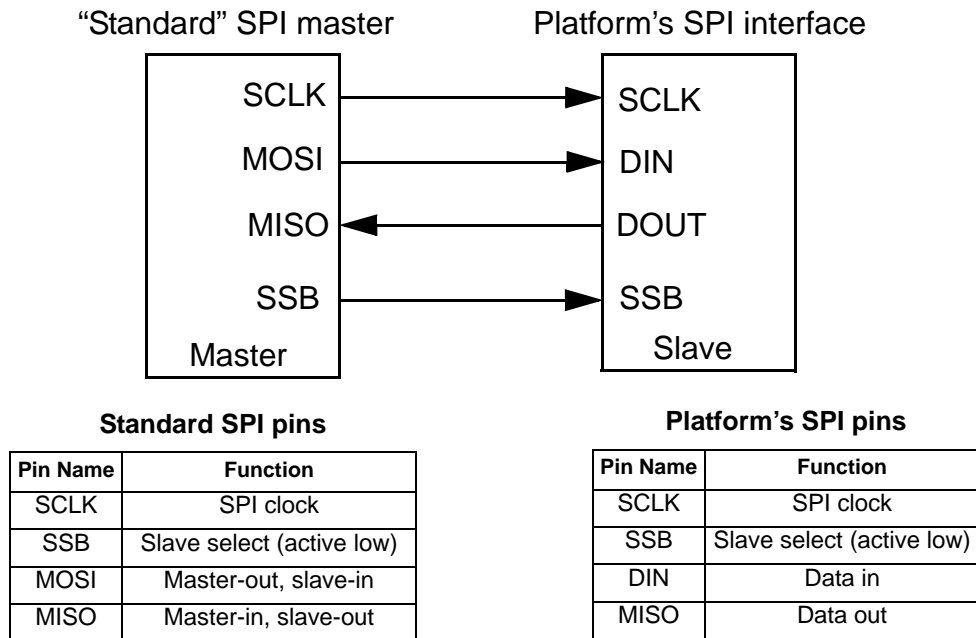 “Standard” SPI master
Platform’s SPI interface
SCLK
SCLK
MOSI
DIN
MISO
DOUT
SSB
SSB
Master
Slave
Standard SPI pins
Pin Name Function
SCLK SPI clock
SSB Slave select (active low)
MOSI Master-out, slave-in
MISO Master-in, slave-out
Platform’s SPI pins
Pin Name Function
SCLK SPI clock
SSB Slave select (active low)
DIN Data in
MISO Data out